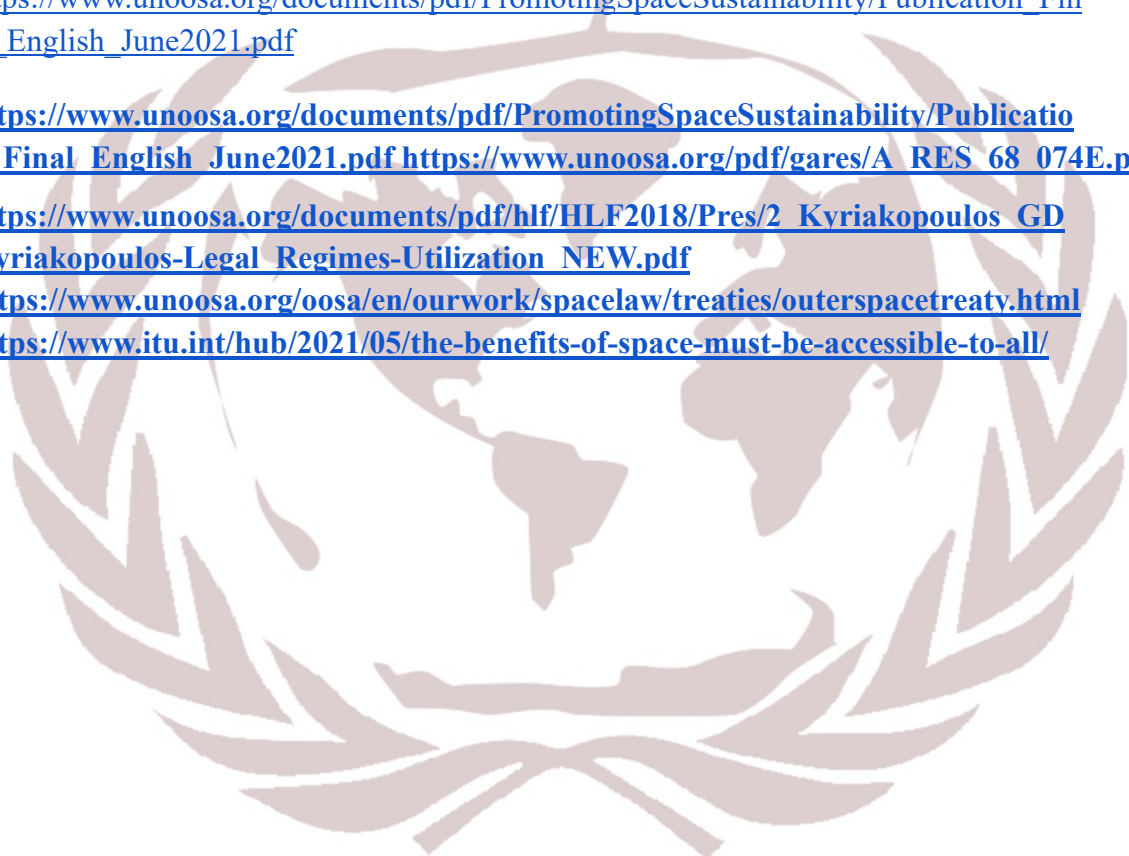 tps://www.unoosa.org/documents/pdf/PromotingSpaceSustainability/Publication_Fin
_English_June2021.pdf
tps://www.unoosa.org/documents/pdf/PromotingSpaceSustainability/Publicatio
_Final_English_June2021.pdf https://www.unoosa.org/pdf/gares/A_RES_68_074E.p
tps://www.unoosa.org/documents/pdf/hlf/HLF2018/Pres/2_Kyriakopoulos_GD
yriakopoulos-Legal_Regimes-Utilization_NEW.pdf
tps://www.unoosa.org/oosa/en/ourwork/spacelaw/treaties/outerspacetreaty.html
tps://www.itu.int/hub/2021/05/the-benefits-of-space-must-be-accessible-to-all/